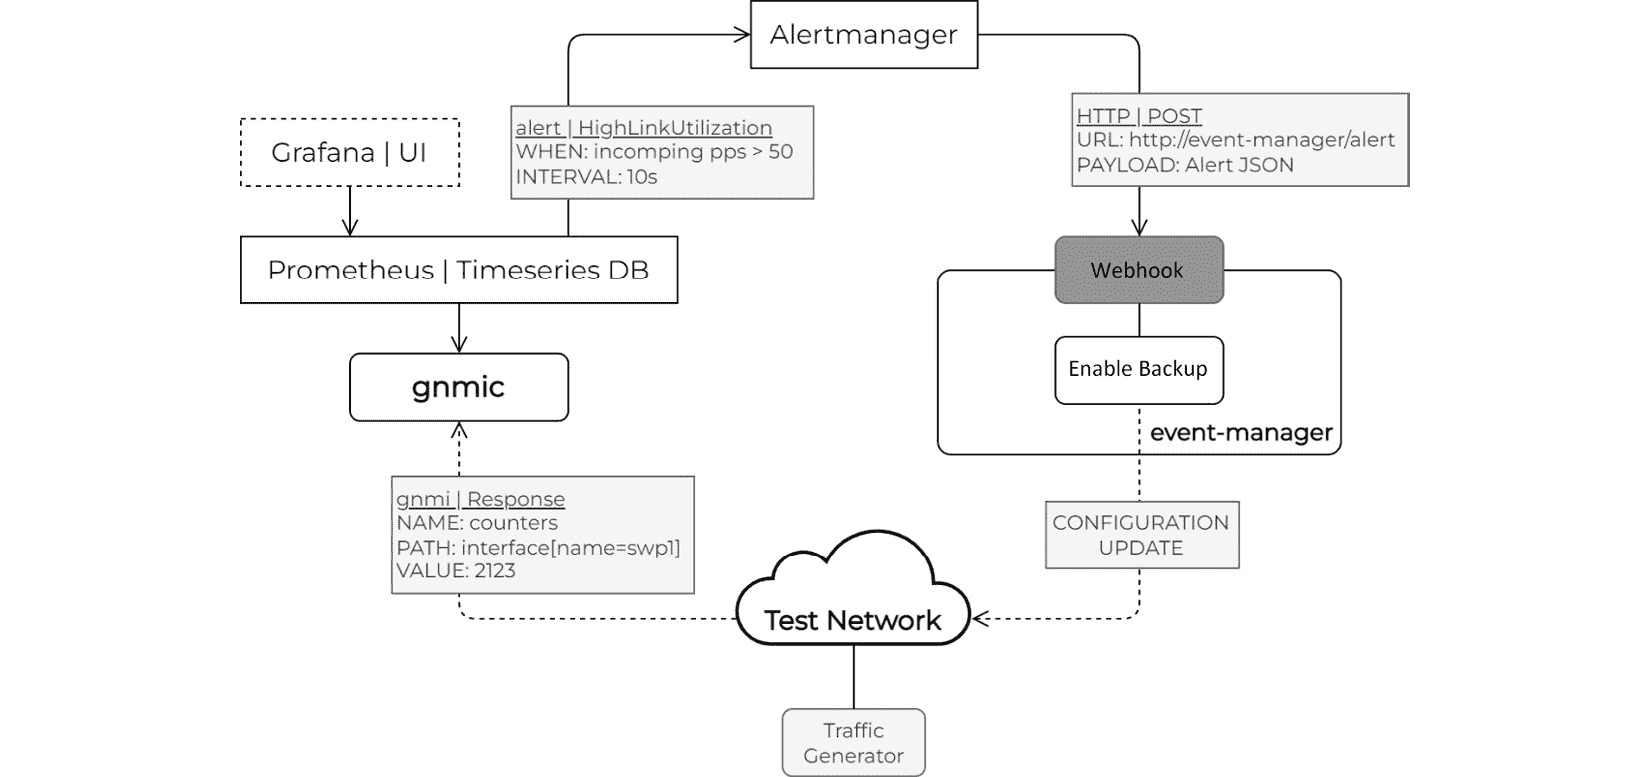 Alertmanager
alert | HighLinkUtilization
WHEN: incomping pps > 50
INTERVAL: 10s
HTTP | POST
URL: http://event-manager/alert
PAYLOAD: Alert JSON
Grafana | UI
Prometheus | Timeseries DB
Webhook
gnmic
Enable Backup
event-manager
gnmi | Response
NAME: counters
PATH: interface[name=swp1]
VALUE: 2123
CONFIGURATION
UPDATE
Test Network
Traffic
Generator